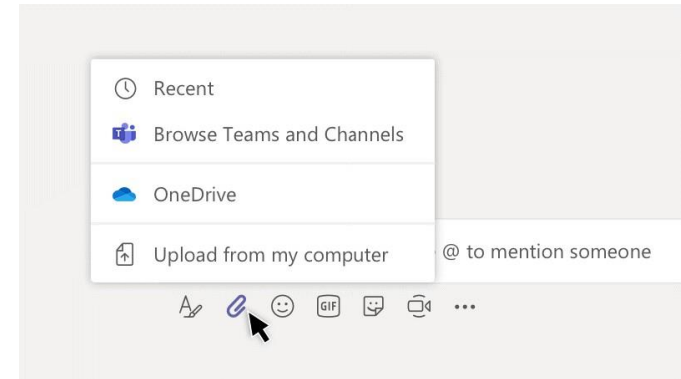 Recent
Browse Teams and Channels
OneDrive
Upload from my computer
@ to mention someone
GIF